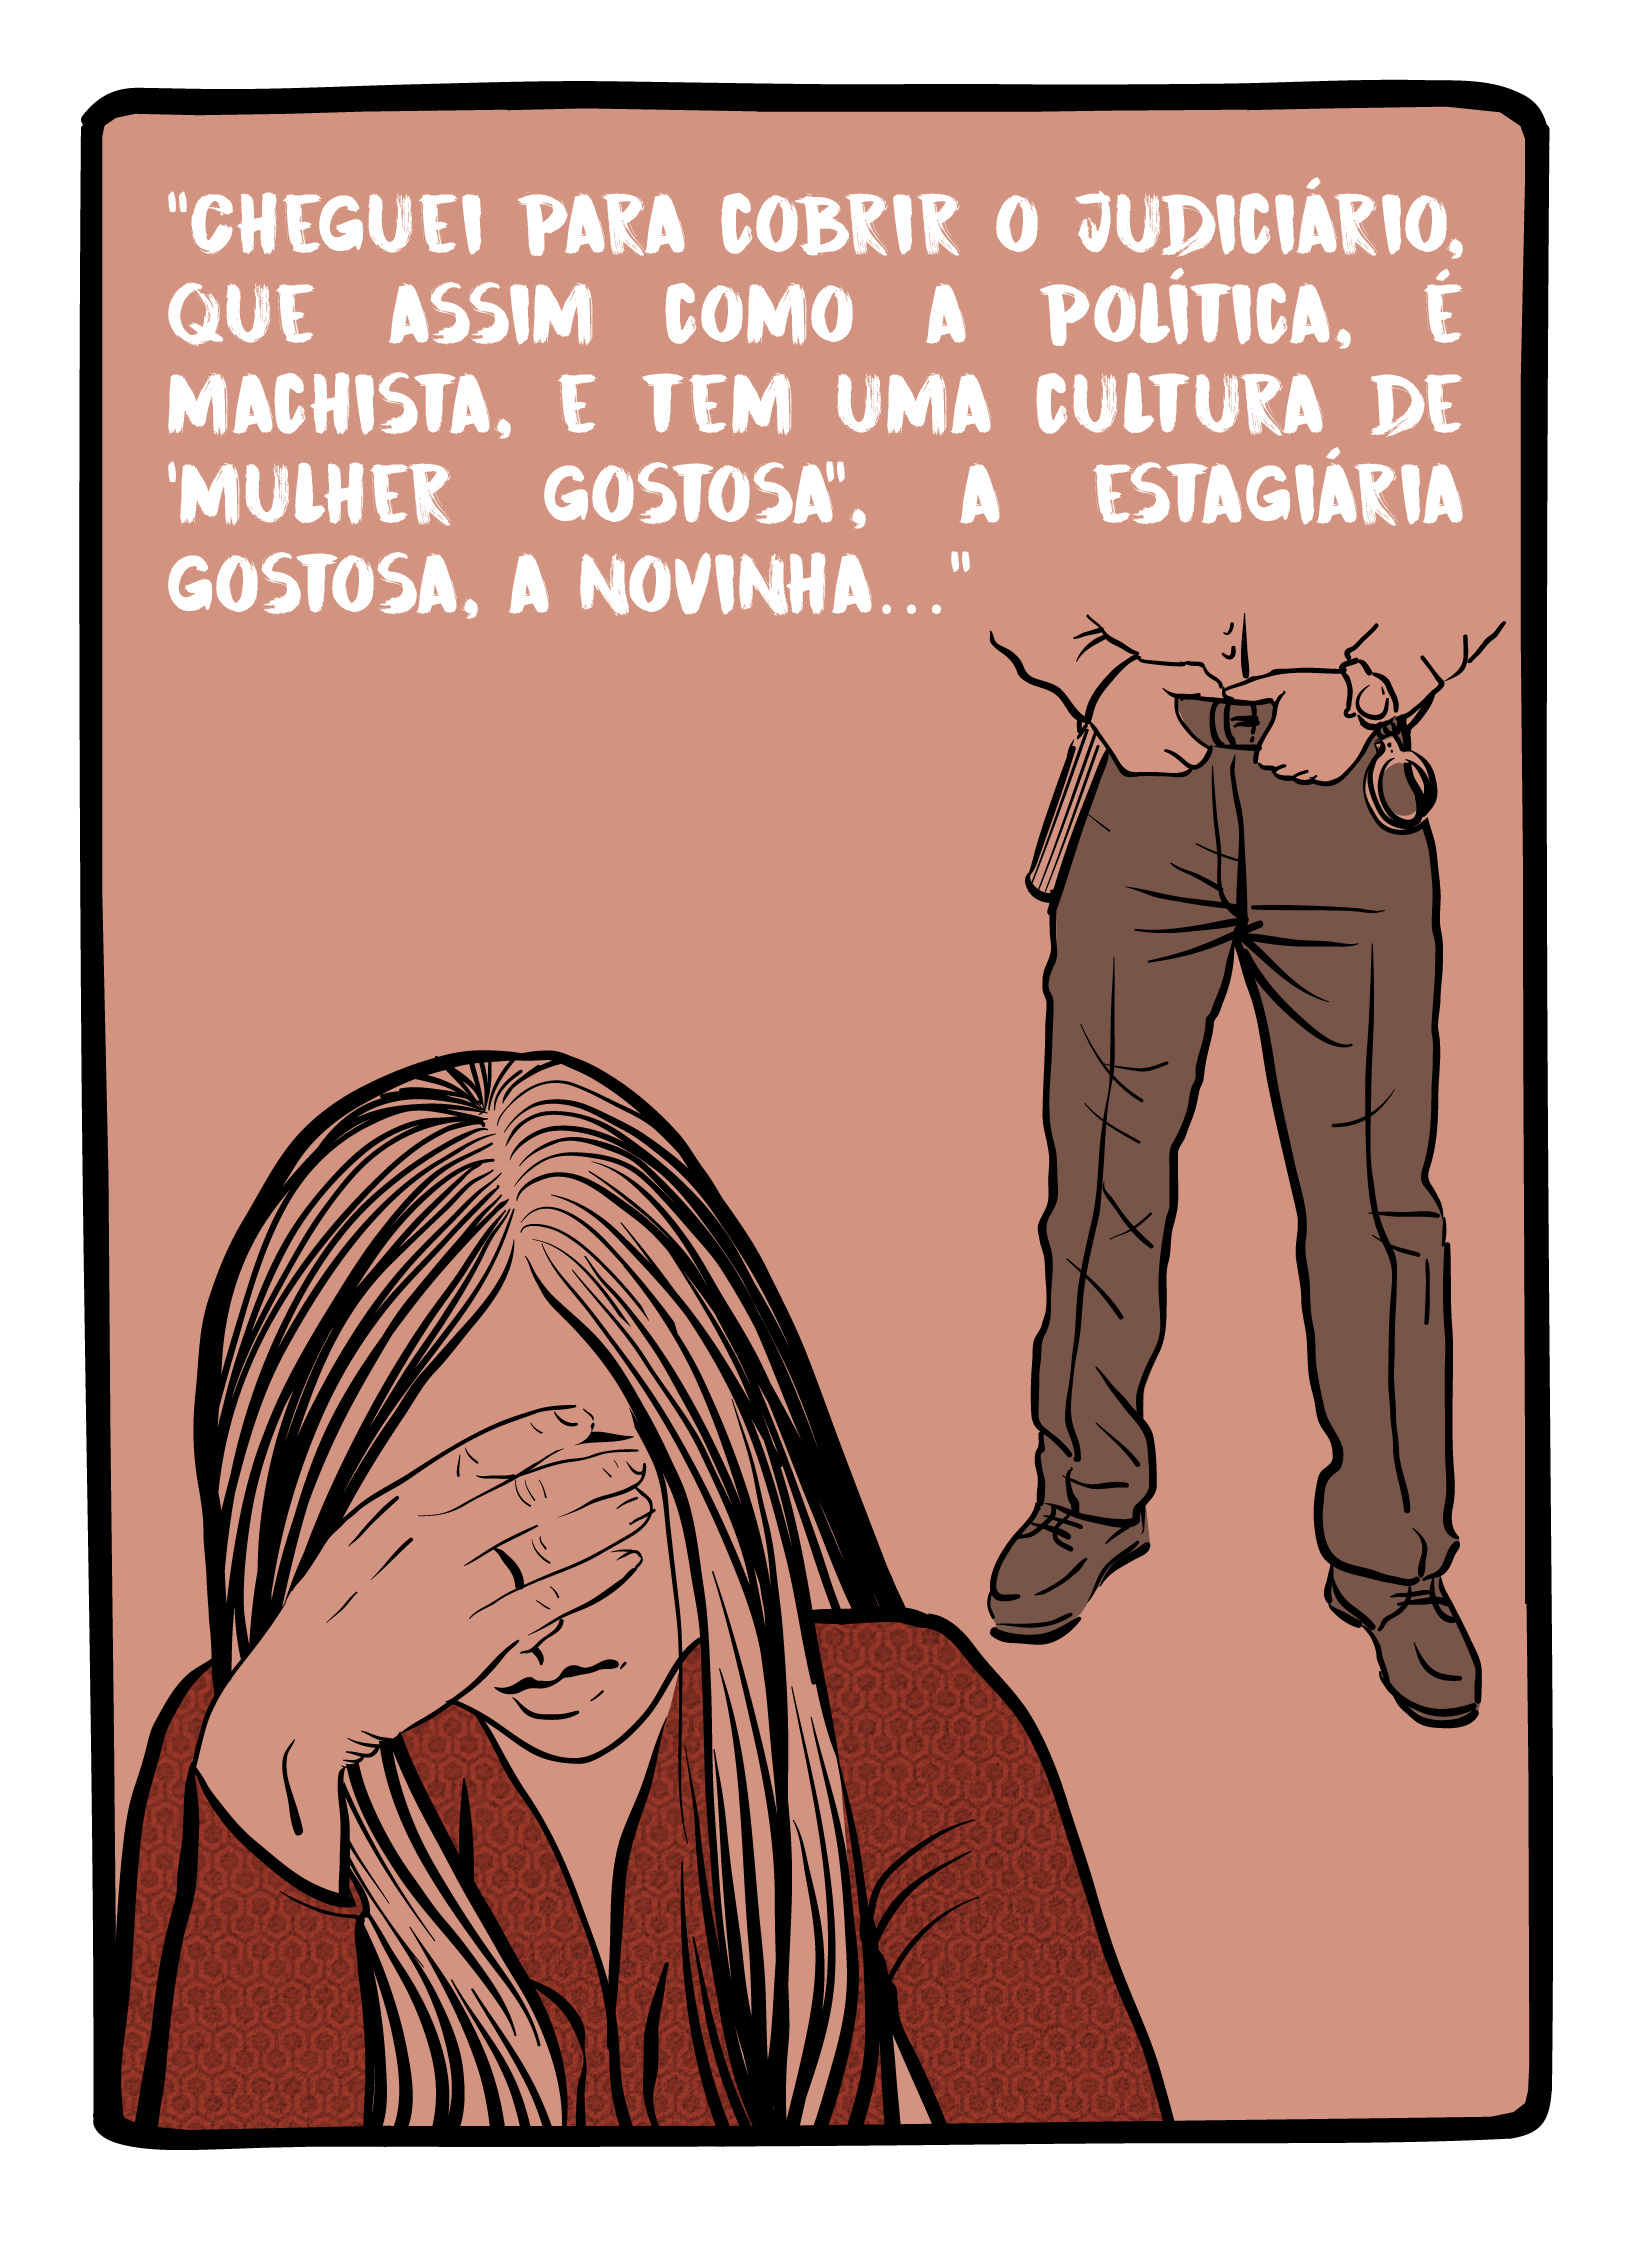 "CHEGUEI PARA COBRIR O JUDICIÁRIO,
QUE ASSIM COMO A POLÍTICA, É
MACHISTA, E TEM UMA CULTURA DE
'MULHER GOSTOSA", A ESTAGIÁRIA
GOSTOSA, A NOVINHA..."